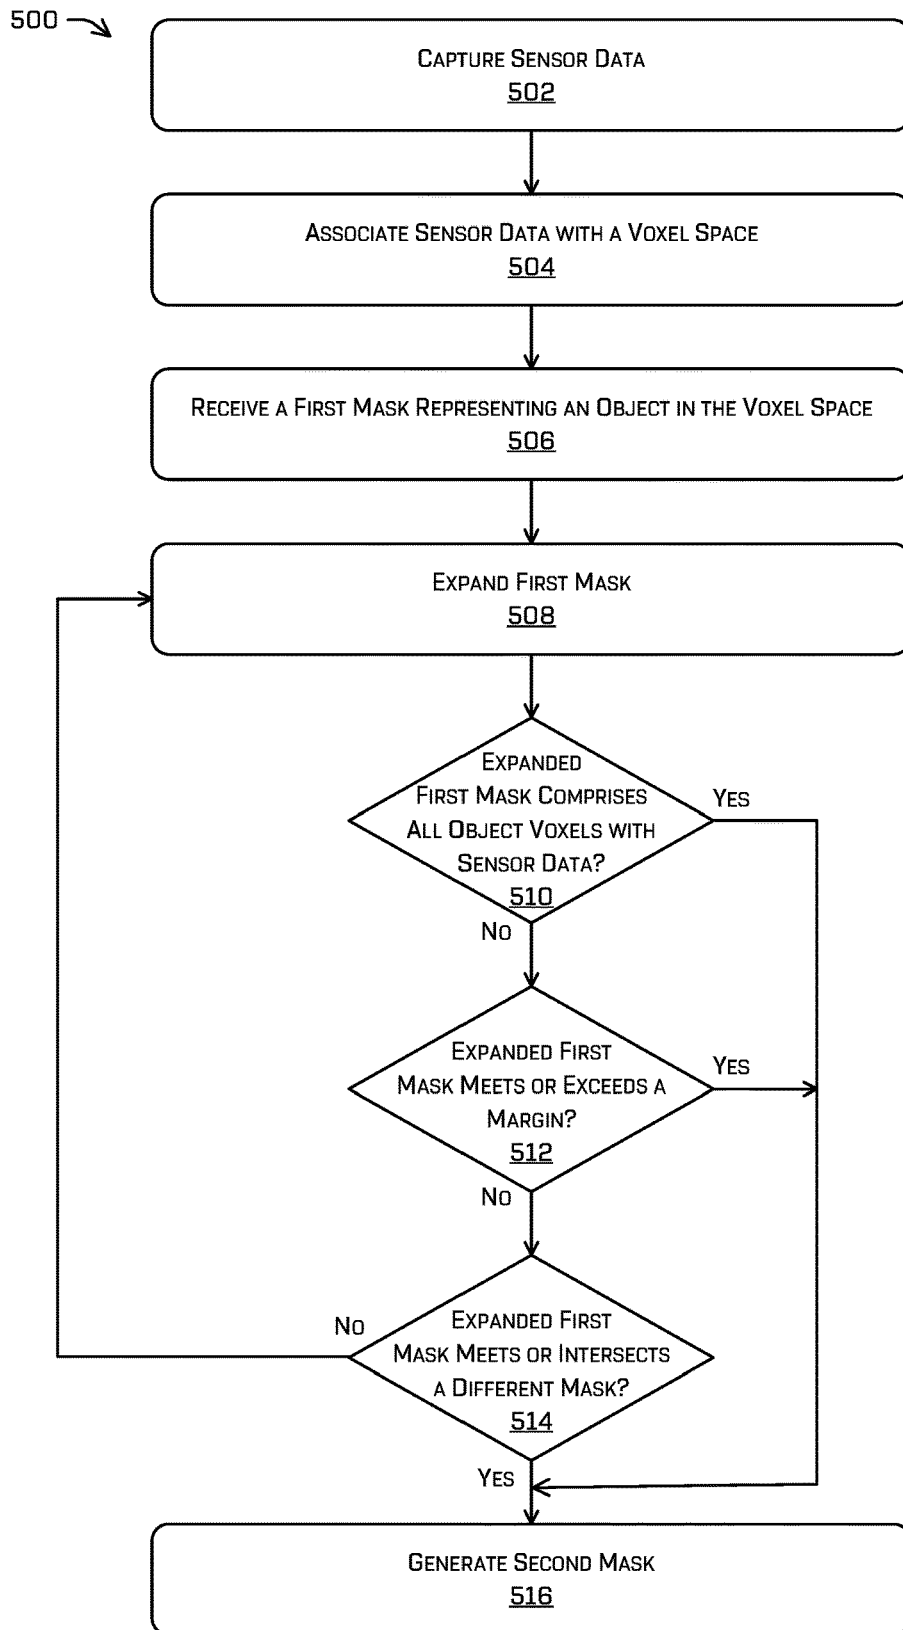 500
CAPTURE SENSOR DATA
502
ASSOCIATE SENSOR DATA WITH A VOXEL SPACE
504
RECEIVE A FIRST MASK REPRESENTING AN OBJECT IN THE VOXEL SPACE
506
EXPAND FIRST MASK
508
EXPANDED
FIRST MASK COMPRISES
ALL OBJECT VOXELS WITH
SENSOR DATA?
510
YES
NO
EXPANDED FIRST
MASK MEETS OR EXCEEDS A
MARGIN?
512
YES
NO
EXPANDED FIRST
MASK MEETS OR INTERSECTS
A DIFFERENT MASK?
514
NO
YES
GENERATE SECOND MASK
516